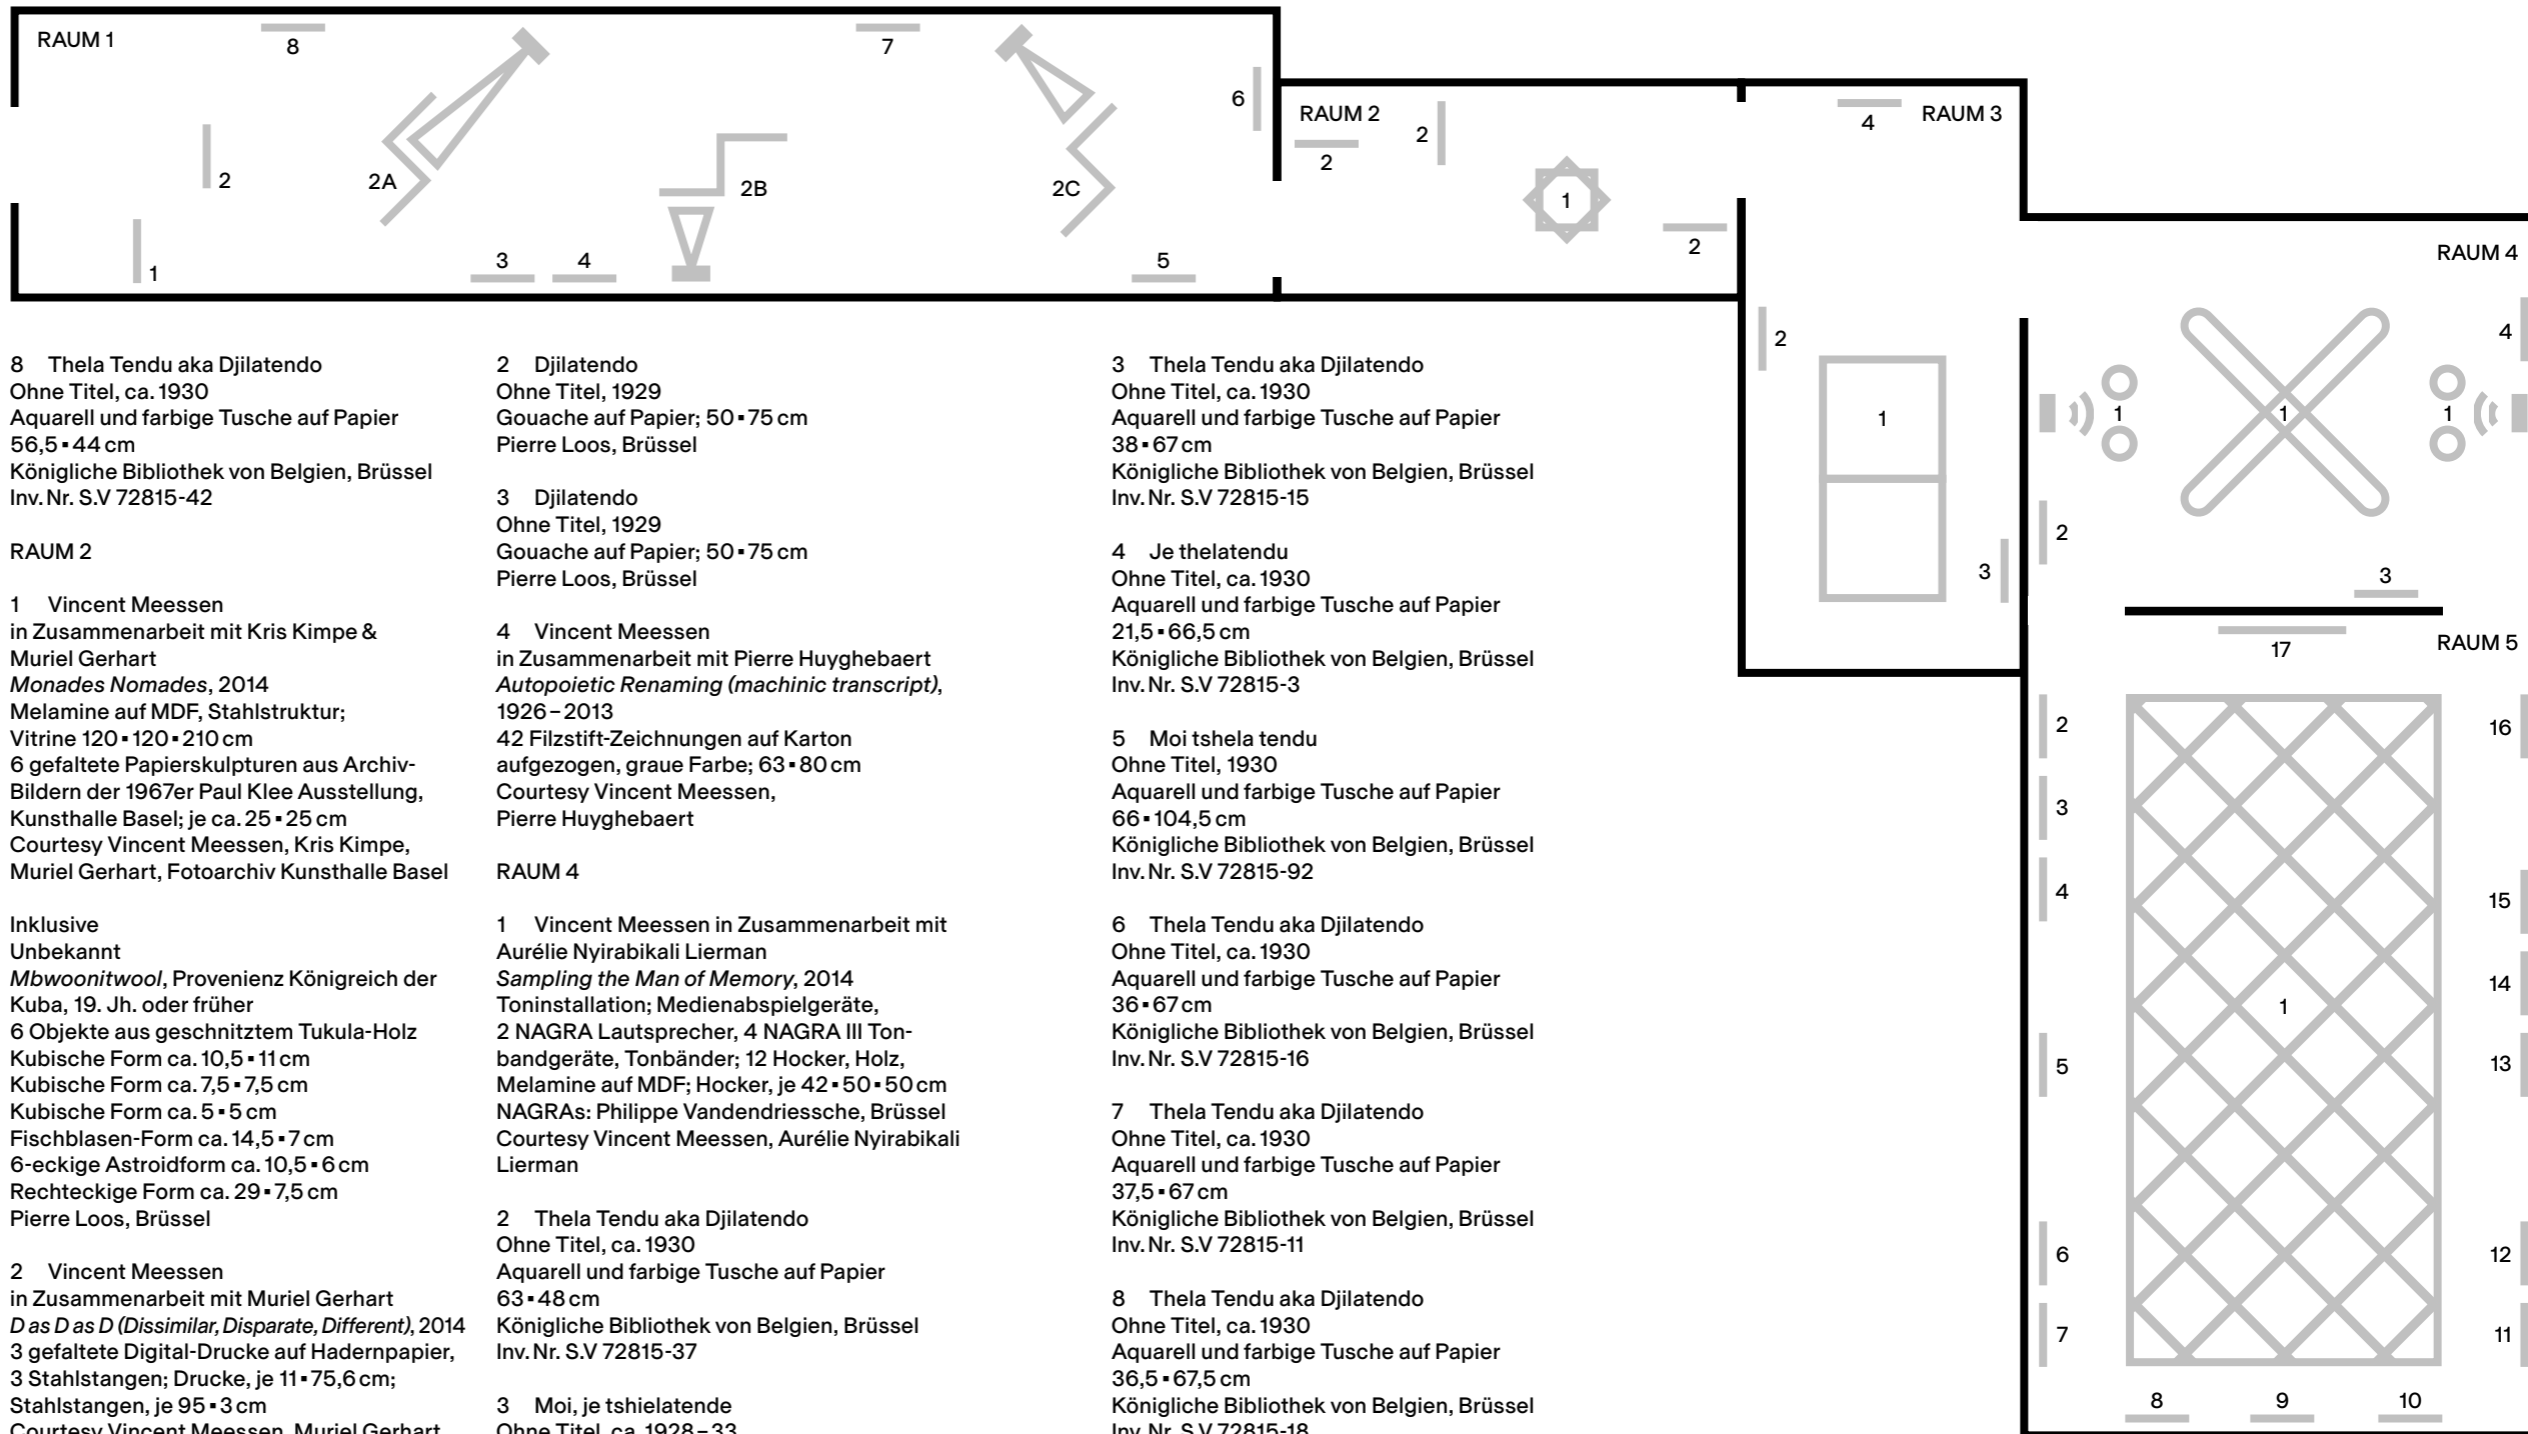 RAUM 1
8
7
6
2
2A
2B
2C
1
3
4
5
RAUM 2
2
2
1
2
RAUM 3
4
2
1
3
RAUM 4
4
1
1
1
2
3
RAUM 5
17
2
3
4
5
6
7
1
16
15
14
13
12
11
8
9
10
8 Thela Tendu aka Djilatendo
Ohne Titel, ca. 1930
Aquarell und farbige Tusche auf Papier
56,5 ▪ 44 cm
Königliche Bibliothek von Belgien, Brüssel
Inv. Nr. S.V 72815-42
RAUM 2
1 Vincent Meessen
in Zusammenarbeit mit Kris Kimpe &
Muriel Gerhart
Monades Nomades, 2014
Melamine auf MDF, Stahlstruktur;
Vitrine 120 ▪ 120 ▪ 210 cm
6 gefaltete Papierskulpturen aus Archiv-
Bildern der 1967er Paul Klee Ausstellung,
Kunsthalle Basel; je ca. 25 ▪ 25 cm
Courtesy Vincent Meessen, Kris Kimpe,
Muriel Gerhart, Fotoarchiv Kunsthalle Basel
Inklusive
Unbekannt
Mbwoonitwool, Provenienz Königreich der
Kuba, 19. Jh. oder früher
6 Objekte aus geschnitztem Tukula-Holz
Kubische Form ca. 10,5 ▪ 11 cm
Kubische Form ca. 7,5 ▪ 7,5 cm
Kubische Form ca. 5 ▪ 5 cm
Fischblasen-Form ca. 14,5 ▪ 7 cm
6-eckige Astroidform ca. 10,5 ▪ 6 cm
Rechteckige Form ca. 29 ▪ 7,5 cm
Pierre Loos, Brüssel
2 Vincent Meessen
in Zusammenarbeit mit Muriel Gerhart
D as D as D (Dissimilar, Disparate, Different), 2014
3 gefaltete Digital-Drucke auf Hadernpapier,
3 Stahlstangen; Drucke, je 11 ▪ 75,6 cm;
Stahlstangen, je 95 ▪ 3 cm
Courtesy Vincent Meessen, Muriel Gerhart
2 Djilatendo
Ohne Titel, 1929
Gouache auf Papier; 50 ▪ 75 cm
Pierre Loos, Brüssel
3 Djilatendo
Ohne Titel, 1929
Gouache auf Papier; 50 ▪ 75 cm
Pierre Loos, Brüssel
4 Vincent Meessen
in Zusammenarbeit mit Pierre Huyghebaert
Autopoietic Renaming (machinic transcript),
1926 – 2013
42 Filzstift-Zeichnungen auf Karton
aufgezogen, graue Farbe; 63 ▪ 80 cm
Courtesy Vincent Meessen,
Pierre Huyghebaert
RAUM 4
1 Vincent Meessen in Zusammenarbeit mit
Aurélie Nyirabikali Lierman
Sampling the Man of Memory, 2014
Toninstallation; Medienabspielgeräte,
2 NAGRA Lautsprecher, 4 NAGRA III Ton-
bandgeräte, Tonbänder; 12 Hocker, Holz,
Melamine auf MDF; Hocker, je 42 ▪ 50 ▪ 50 cm
NAGRAs: Philippe Vandendriessche, Brüssel
Courtesy Vincent Meessen, Aurélie Nyirabikali
Lierman
2 Thela Tendu aka Djilatendo
Ohne Titel, ca. 1930
Aquarell und farbige Tusche auf Papier
63 ▪ 48 cm
Königliche Bibliothek von Belgien, Brüssel
Inv. Nr. S.V 72815-37
3 Moi, je tshielatende
Ohne Titel, ca. 1928 – 33
3 Thela Tendu aka Djilatendo
Ohne Titel, ca. 1930
Aquarell und farbige Tusche auf Papier
38 ▪ 67 cm
Königliche Bibliothek von Belgien, Brüssel
Inv. Nr. S.V 72815-15
4 Je thelatendu
Ohne Titel, ca. 1930
Aquarell und farbige Tusche auf Papier
21,5 ▪ 66,5 cm
Königliche Bibliothek von Belgien, Brüssel
Inv. Nr. S.V 72815-3
5 Moi tshela tendu
Ohne Titel, 1930
Aquarell und farbige Tusche auf Papier
66 ▪ 104,5 cm
Königliche Bibliothek von Belgien, Brüssel
Inv. Nr. S.V 72815-92
6 Thela Tendu aka Djilatendo
Ohne Titel, ca. 1930
Aquarell und farbige Tusche auf Papier
36 ▪ 67 cm
Königliche Bibliothek von Belgien, Brüssel
Inv. Nr. S.V 72815-16
7 Thela Tendu aka Djilatendo
Ohne Titel, ca. 1930
Aquarell und farbige Tusche auf Papier
37,5 ▪ 67 cm
Königliche Bibliothek von Belgien, Brüssel
Inv. Nr. S.V 72815-11
8 Thela Tendu aka Djilatendo
Ohne Titel, ca. 1930
Aquarell und farbige Tusche auf Papier
36,5 ▪ 67,5 cm
Königliche Bibliothek von Belgien, Brüssel
Inv. Nr. S.V 72815-18